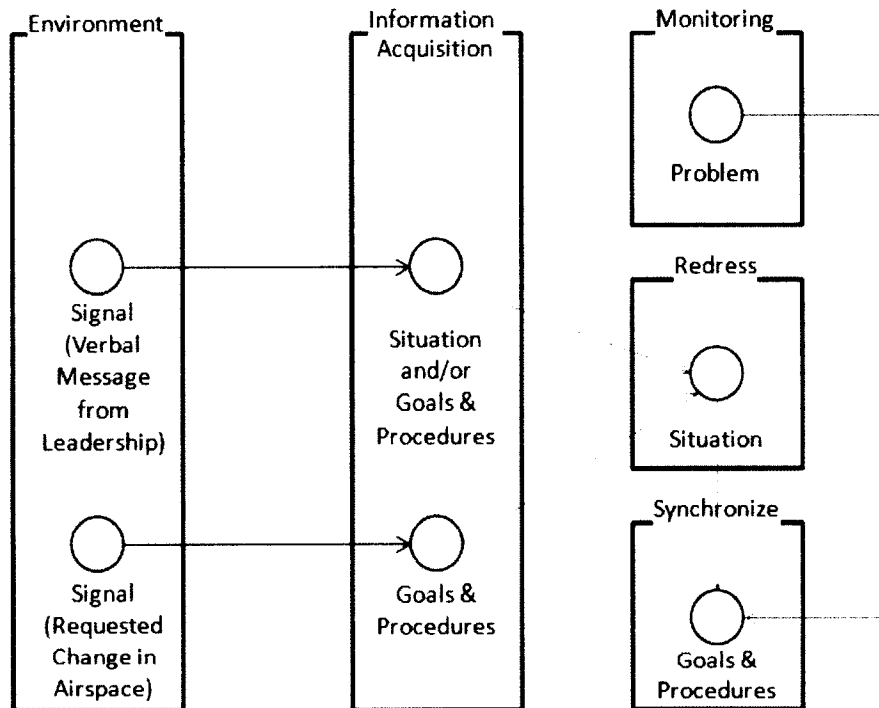 Environment
Signal
(Verbal
Message
from
Leadership)
Signal
(Requested
Change in
Airspace)
Information
Acquisition
Situation
and/or
Goals &
Procedures
Goals &
Procedures
Monitoring
Problem
Redress
Situation
Synchronize
Goals &
Procedures